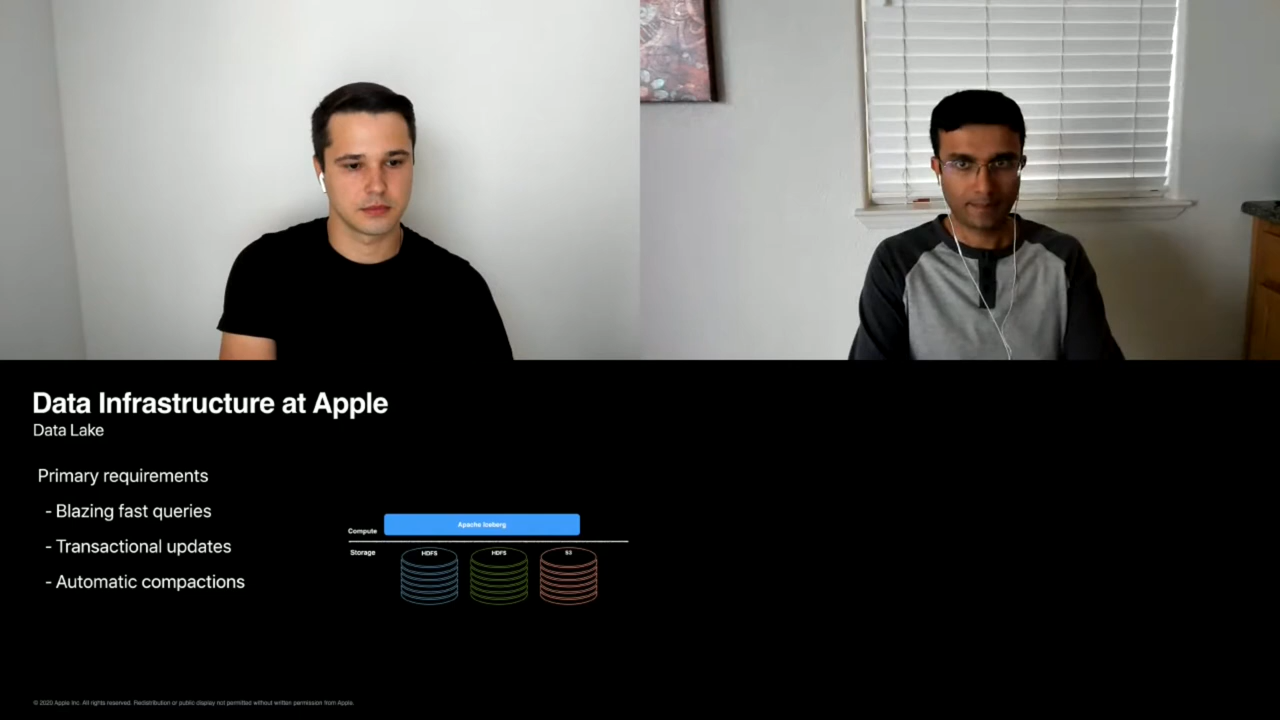 Data Infrastructure at Apple
Data Lake
Primary requirements
- Blazing fast queries
- Transactional updates
- Automatic compactions
Apache Iceberg
Compute
Storage
HDFS
HDFS
S3
© 2020 Apple Inc. All rights reserved. Redistribution or public display not permitted without written permission from Apple.